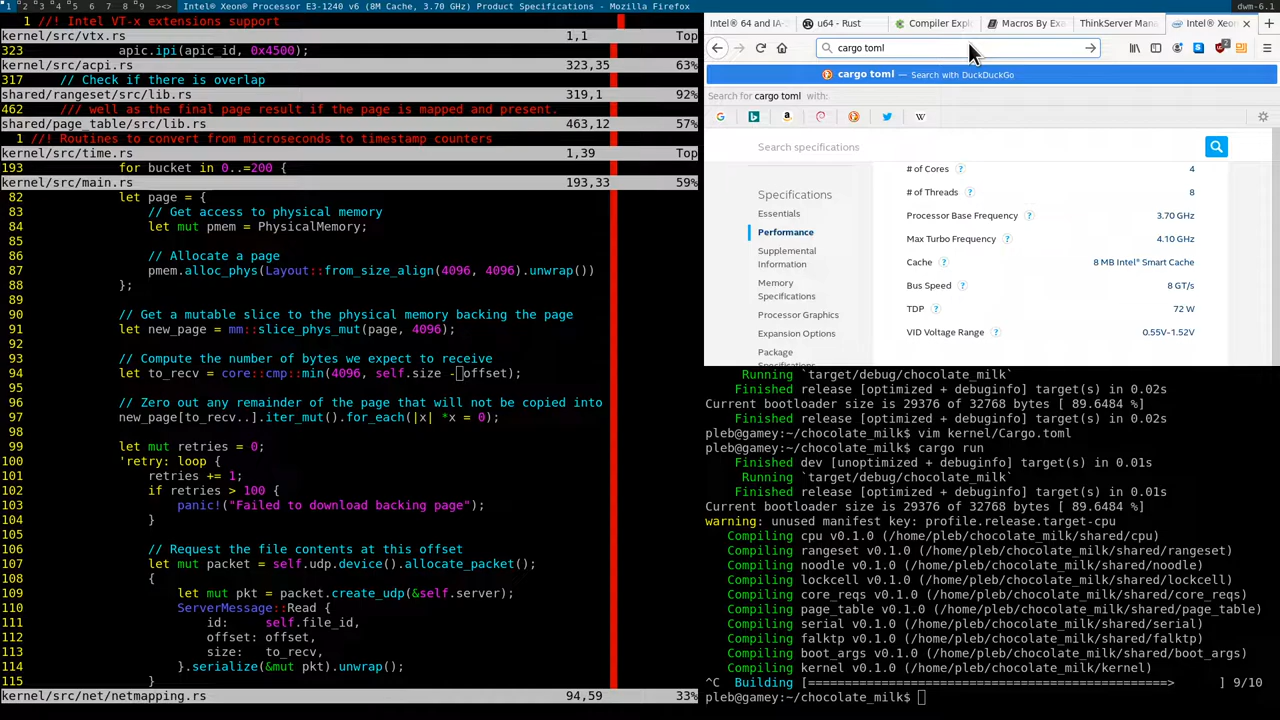 1 2 3 4 5 6 7 8 9 ><> Intel® Xeon® Processor E3-1240 v6 (8M Cache, 3.70 GHz) Product Specifications - Mozilla Firefox dwm-6.1
1 //! Intel VT-x extensions support
kernel/src/vtx.rs 1,1 Top
323 apic.ipi(apic_id, 0x4500);
kernel/src/acpi.rs 323,35 63%
317 // Check if there is overlap
shared/rangeset/src/lib.rs 319,1 92%
462 /// well as the final page result if the page is mapped and present.
shared/page_table/src/lib.rs 463,12 57%
1 //! Routines to convert from microseconds to timestamp counters
kernel/src/time.rs 1,39 Top
193 for bucket in 0..=200 {
kernel/src/main.rs 193,33 59%
82 let page = {
83 // Get access to physical memory
84 let mut pmem = PhysicalMemory;
85
86 // Allocate a page
87 pmem.alloc_phys(Layout::from_size_align(4096, 4096).unwrap())
88 };
89
90 // Get a mutable slice to the physical memory backing the page
91 let new_page = mm::slice_phys_mut(page, 4096);
92
93 // Compute the number of bytes we expect to receive
94 let to_recv = core::cmp::min(4096, self.size - offset);
95
96 // Zero out any remainder of the page that will not be copied into
97 new_page[to_recv..].iter_mut().for_each(|x| *x = 0);
98
99 let mut retries = 0;
100 'retry: loop {
101 retries += 1;
102 if retries > 100 {
103 panic!("Failed to download backing page");
104 }
105
106 // Request the file contents at this offset
107 let mut packet = self.udp.device().allocate_packet();
108 {
109 let mut pkt = packet.create_udp(&self.server);
110 ServerMessage::Read {
111 id: self.file_id,
112 offset: offset,
113 size: to_recv,
114 }.serialize(&mut pkt).unwrap();
115 }
kernel/src/net/netmapping.rs 94,59 33%
Intel® 64 and IA- u64 - Rust Compiler Expl Macros By Exa ThinkServer Mana Intel® Xeo
cargo toml
cargo toml — Search with DuckDuckGo
Search for cargo toml with:
Search specifications
Specifications
Essentials
Performance
Supplemental
Information
Memory
Specifications
Processor Graphics
Expansion Options
Package
# of Cores ? 4
# of Threads ? 8
Processor Base Frequency ? 3.70 GHz
Max Turbo Frequency ? 4.10 GHz
Cache ? 8 MB Intel® Smart Cache
Bus Speed ? 8 GT/s
TDP ? 72 W
VID Voltage Range ? 0.55V-1.52V
Running `target/debug/chocolate_milk`
Finished release [optimized + debuginfo] target(s) in 0.02s
Current bootloader size is 29376 of 32768 bytes [ 89.6484 %]
Finished release [optimized + debuginfo] target(s) in 0.02s
pleb@gamey:~/chocolate_milk$ vim kernel/Cargo.toml
pleb@gamey:~/chocolate_milk$ cargo run
Finished dev [unoptimized + debuginfo] target(s) in 0.01s
Running `target/debug/chocolate_milk`
Finished release [optimized + debuginfo] target(s) in 0.01s
Current bootloader size is 29376 of 32768 bytes [ 89.6484 %]
warning: unused manifest key: profile.release.target-cpu
Compiling cpu v0.1.0 (/home/pleb/chocolate_milk/shared/cpu)
Compiling rangeset v0.1.0 (/home/pleb/chocolate_milk/shared/rangeset)
Compiling noodle v0.1.0 (/home/pleb/chocolate_milk/shared/noodle)
Compiling lockcell v0.1.0 (/home/pleb/chocolate_milk/shared/lockcell)
Compiling core_reqs v0.1.0 (/home/pleb/chocolate_milk/shared/core_reqs)
Compiling page_table v0.1.0 (/home/pleb/chocolate_milk/shared/page_table)
Compiling serial v0.1.0 (/home/pleb/chocolate_milk/shared/serial)
Compiling falktp v0.1.0 (/home/pleb/chocolate_milk/shared/falktp)
Compiling boot_args v0.1.0 (/home/pleb/chocolate_milk/shared/boot_args)
Compiling kernel v0.1.0 (/home/pleb/chocolate_milk/kernel)
^C Building [==================================================> ] 9/10
pleb@gamey:~/chocolate_milk$